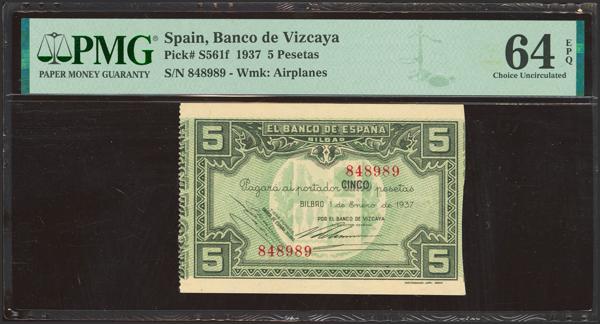 PMG
PAPER MONEY GUARANTY
Spain, Banco de Vizcaya
Pick# S561f 1937 5 Pesetas
S/N 848989 - Wmk: Airplanes
64 EPQ
Choice Uncirculated
5 5
EL BANCO DE ESPAÑA
BILBAO
848989
Pagará al portador CINCO pesetas
BILBAO 1 de Enero de 1937
POR EL BANCO DE VIZCAYA
848989
5 5